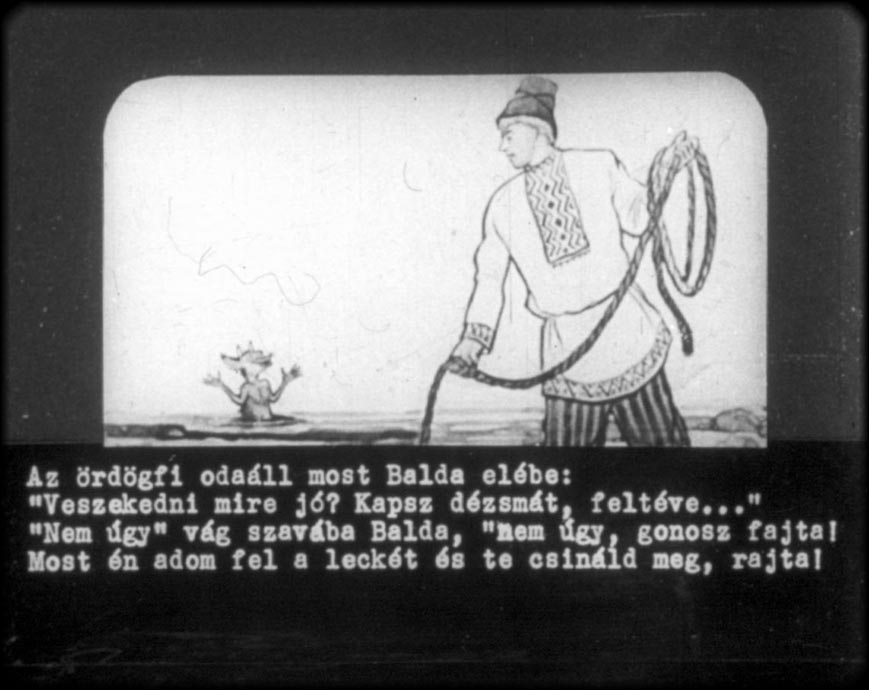 Az ördögfi odaáll most Balda elébe:
"Veszekedni mire jó? Kapsz dézsmát, feltéve..."
"Nem úgy" vág szavába Balda, "nem úgy, gonosz fajta!
Most én adom fel a leckét és te csináld meg, rajta!